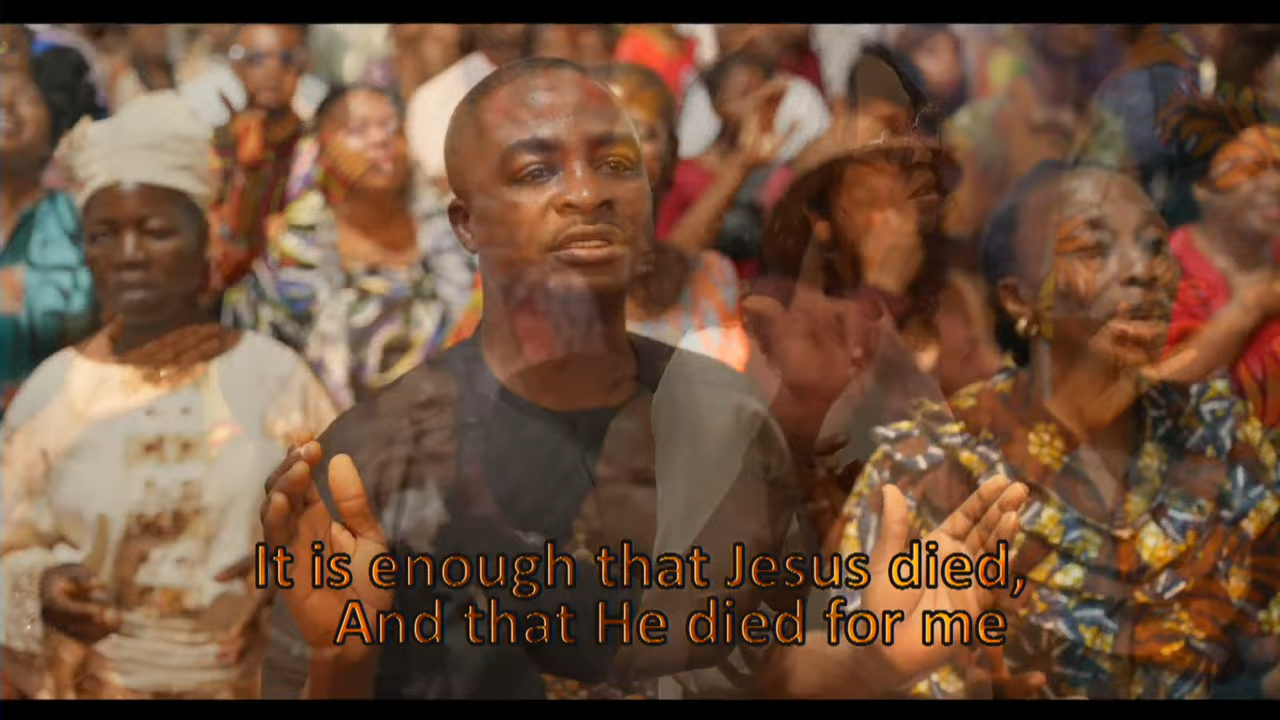 It is enough that Jesus died,
And that He died for me